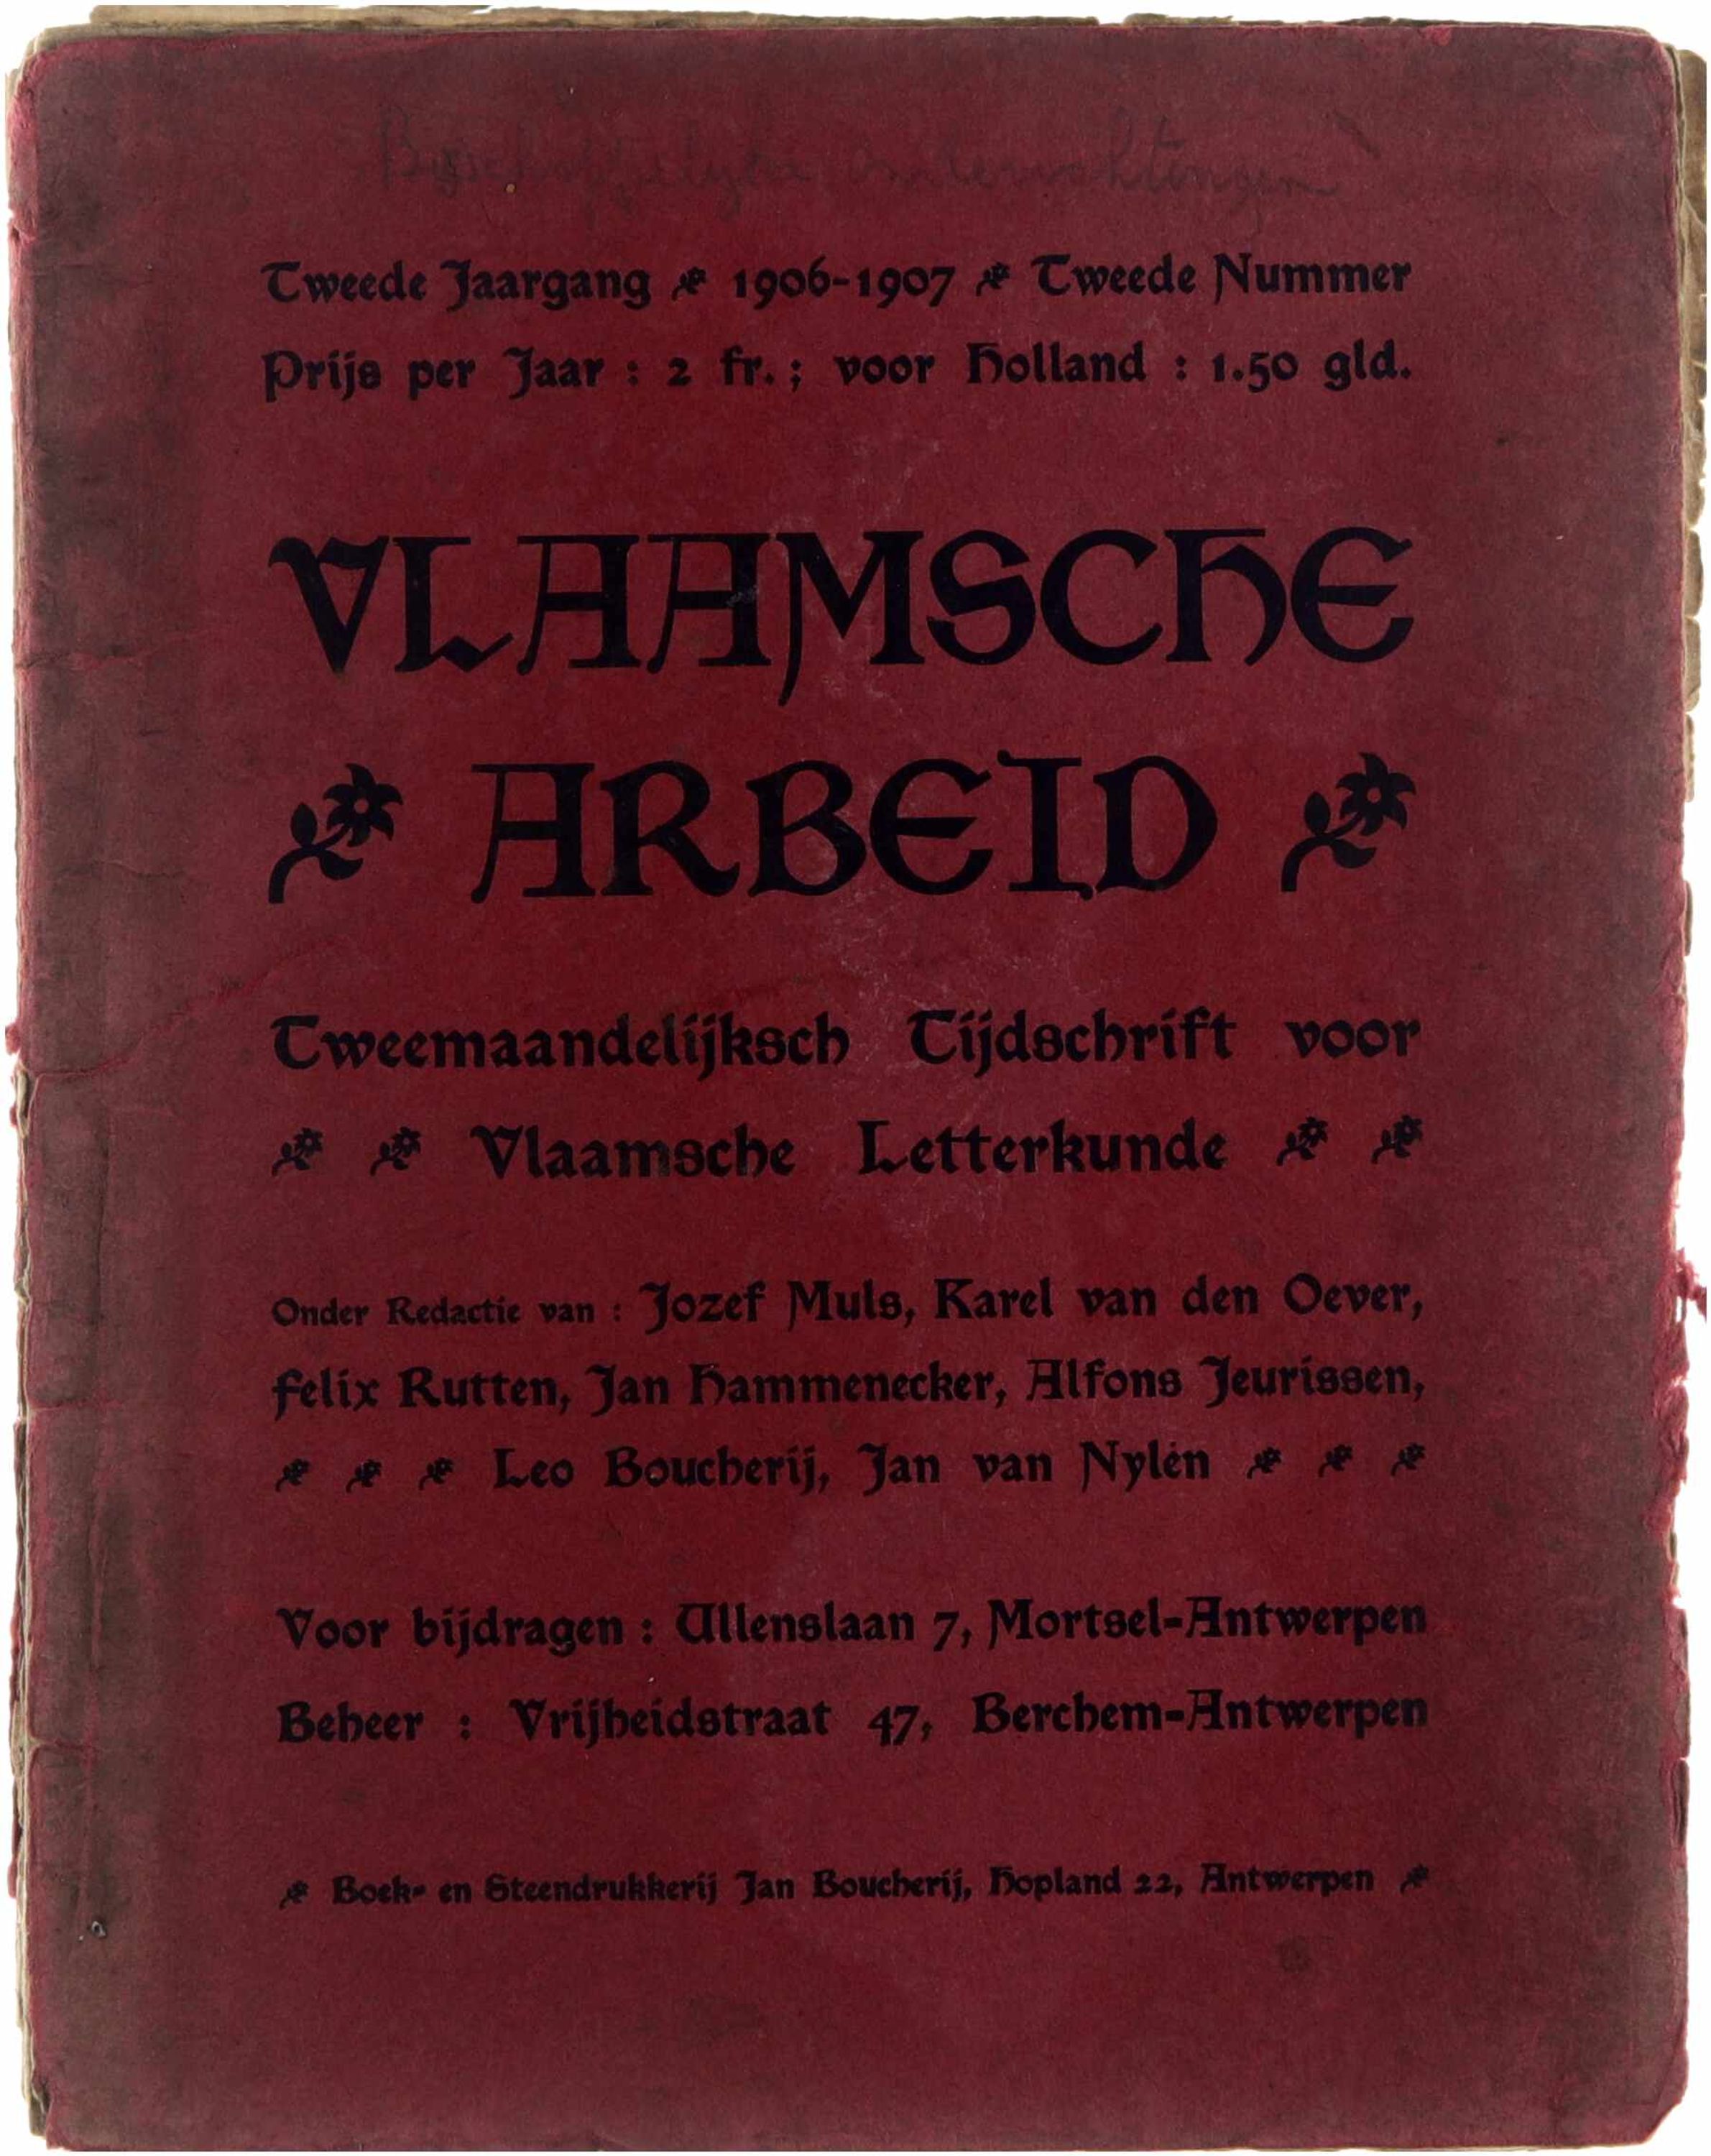 Tweede Jaargang 1906-1907 Tweede Nummer
Prijs per Jaar : 2 fr. ; voor Holland : 1.50 gld.
VLAAMSCHE
ARBEID
Tweemaandelijksch Tijdschrift voor
Vlaamsche Letterkunde
Onder Redactie van : Jozef Muls, Karel van den Oever,
Felix Rutten, Jan Hammenecker, Alfons Jeurissen,
Leo Boucherij, Jan van Nylén
Voor bijdragen : Ullenslaan 7, Mortsel-Antwerpen
Beheer : Vrijheidstraat 47, Berchem-Antwerpen
Boek- en Steendrukkerij Jan Boucherij, Hopland 22, Antwerpen